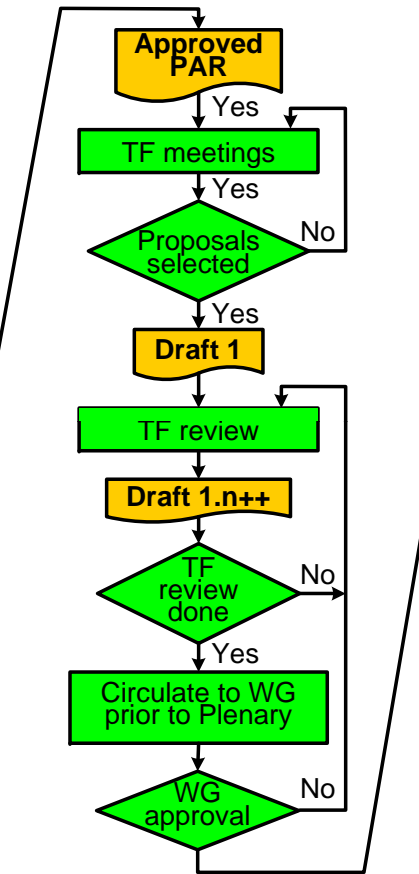 Approved
PAR
Yes
TF meetings
Yes
Proposals
selected
No
Yes
Draft 1
TF review
Draft 1.n++
TF
review
done
No
Yes
Circulate to WG
prior to Plenary
WG
approval
No